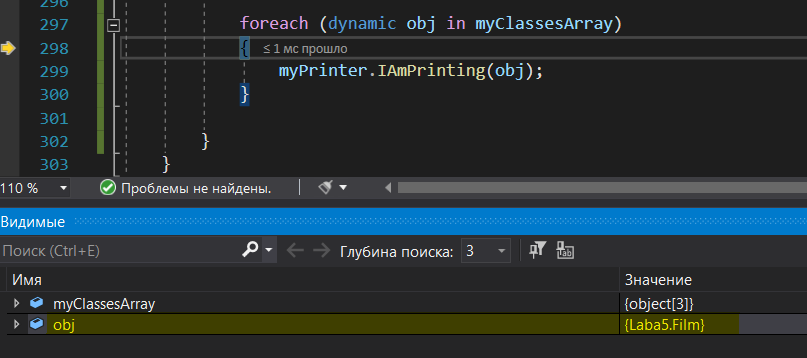 296
297 foreach (dynamic obj in myClassesArray)
298 { ≤ 1 мс прошло
299 myPrinter.IAmPrinting(obj);
300 }
301
302 }
303 }
110 % Проблемы не найдены.
Видимые
Поиск (Ctrl+E) Глубина поиска: 3
Имя Значение
myClassesArray {object[3]}
obj {Laba5.Film}